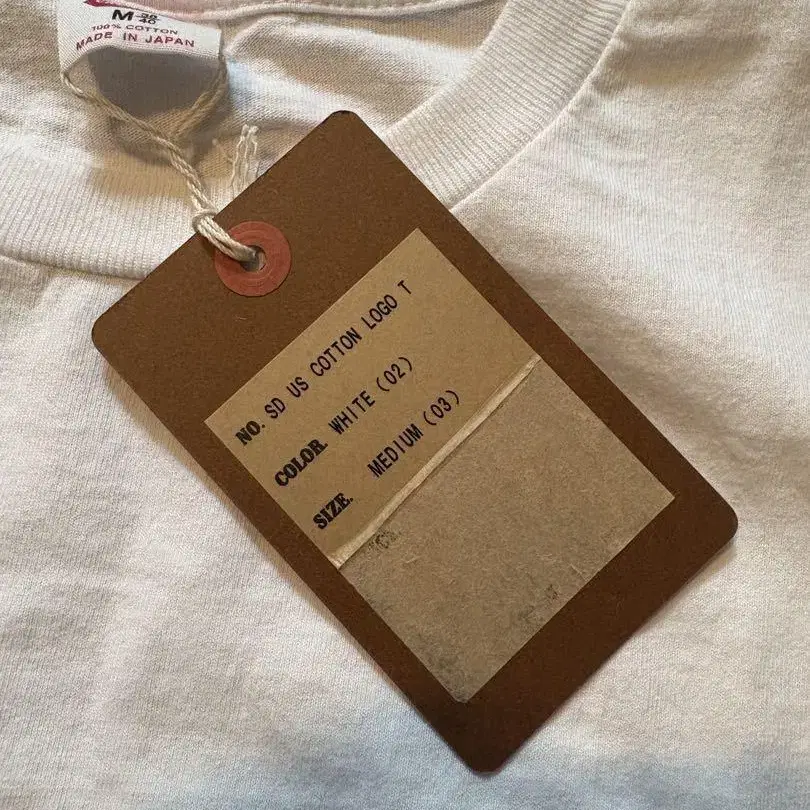 M 38-40
100% COTTON
MADE IN JAPAN
NO. SD US COTTON LOGO T
COLOR. WHITE (02)
SIZE. MEDIUM (03)